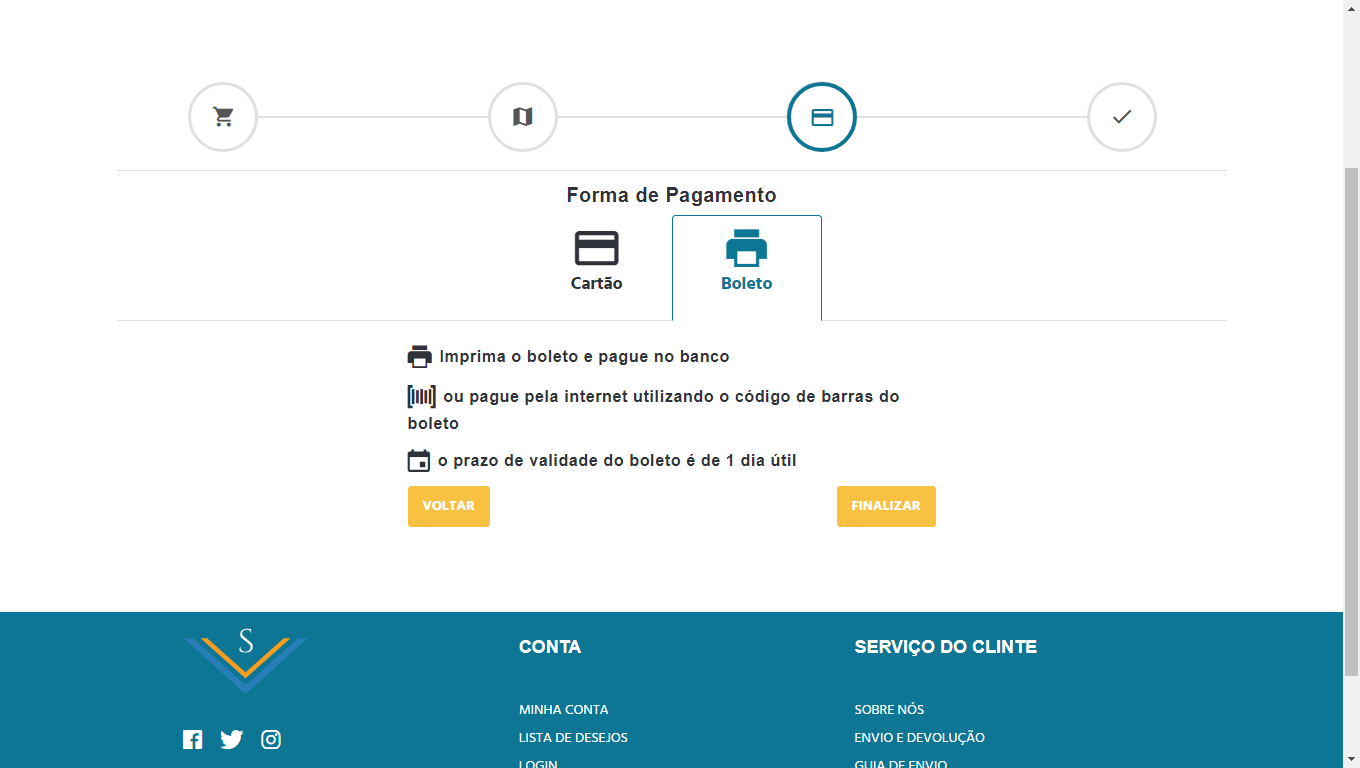 Forma de Pagamento
Cartão
Boleto
Imprima o boleto e pague no banco
ou pague pela internet utilizando o código de barras do
boleto
o prazo de validade do boleto é de 1 dia útil
VOLTAR
FINALIZAR
S
CONTA
SERVIÇO DO CLINTE
MINHA CONTA
SOBRE NÓS
LISTA DE DESEJOS
ENVIO E DEVOLUÇÃO
LOGIN
GUIA DE ENVIO